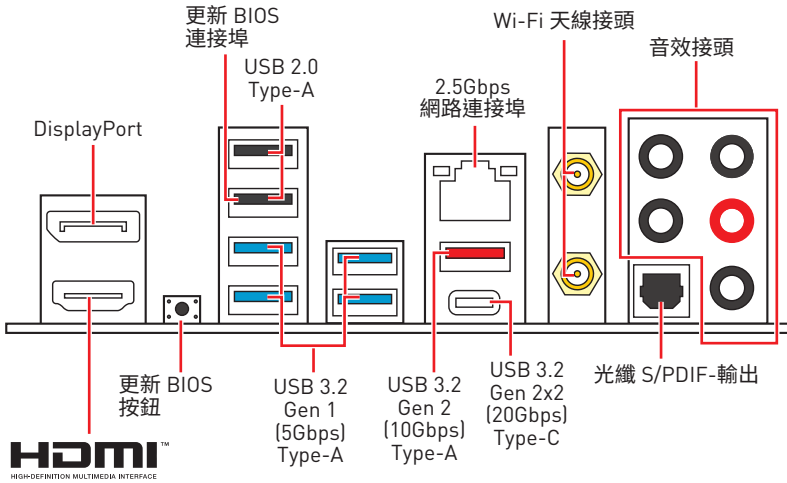 更新 BIOS
連接埠
USB 2.0
Type-A
DisplayPort
2.5Gbps
網路連接埠
Wi-Fi 天線接頭
音效接頭
更新 BIOS
按鈕
USB 3.2
Gen 1
(5Gbps)
Type-A
USB 3.2
Gen 2
(10Gbps)
Type-A
USB 3.2
Gen 2x2
(20Gbps)
Type-C
光纖 S/PDIF-輸出
HDMI™
HIGH-DEFINITION MULTIMEDIA INTERFACE